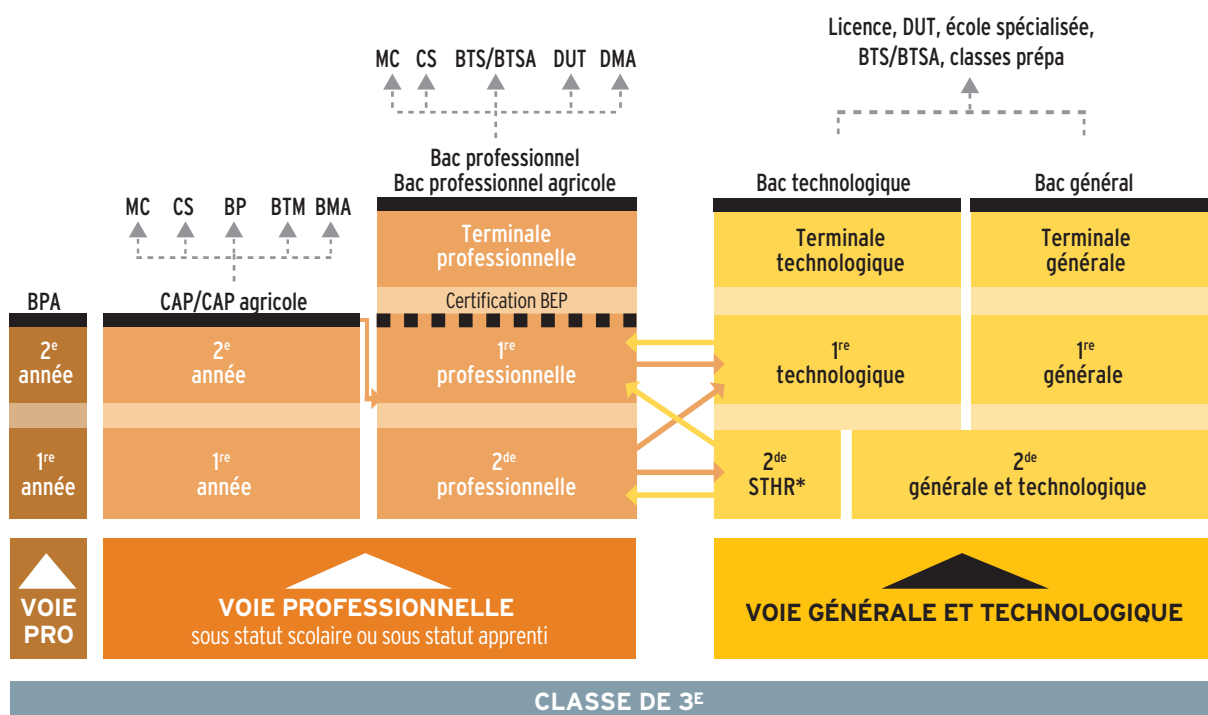 Licence, DUT, école spécialisée,
BTS/BTSA, classes prépa
MC CS BTS/BTSA DUT DMA
Bac professionnel
Bac professionnel agricole
Bac technologique
Bac général
MC CS BP BTM BMA
Terminale
professionnelle
Terminale
technologique
Terminale
générale
BPA
CAP/CAP agricole
Certification BEP
2e
année
2e
année
1re
professionnelle
1re
technologique
1re
générale
1re
année
1re
année
2de
professionnelle
2de
STHR*
2de
générale et technologique
VOIE
PRO
VOIE PROFESSIONNELLE
sous statut scolaire ou sous statut apprenti
VOIE GÉNÉRALE ET TECHNOLOGIQUE
CLASSE DE 3E